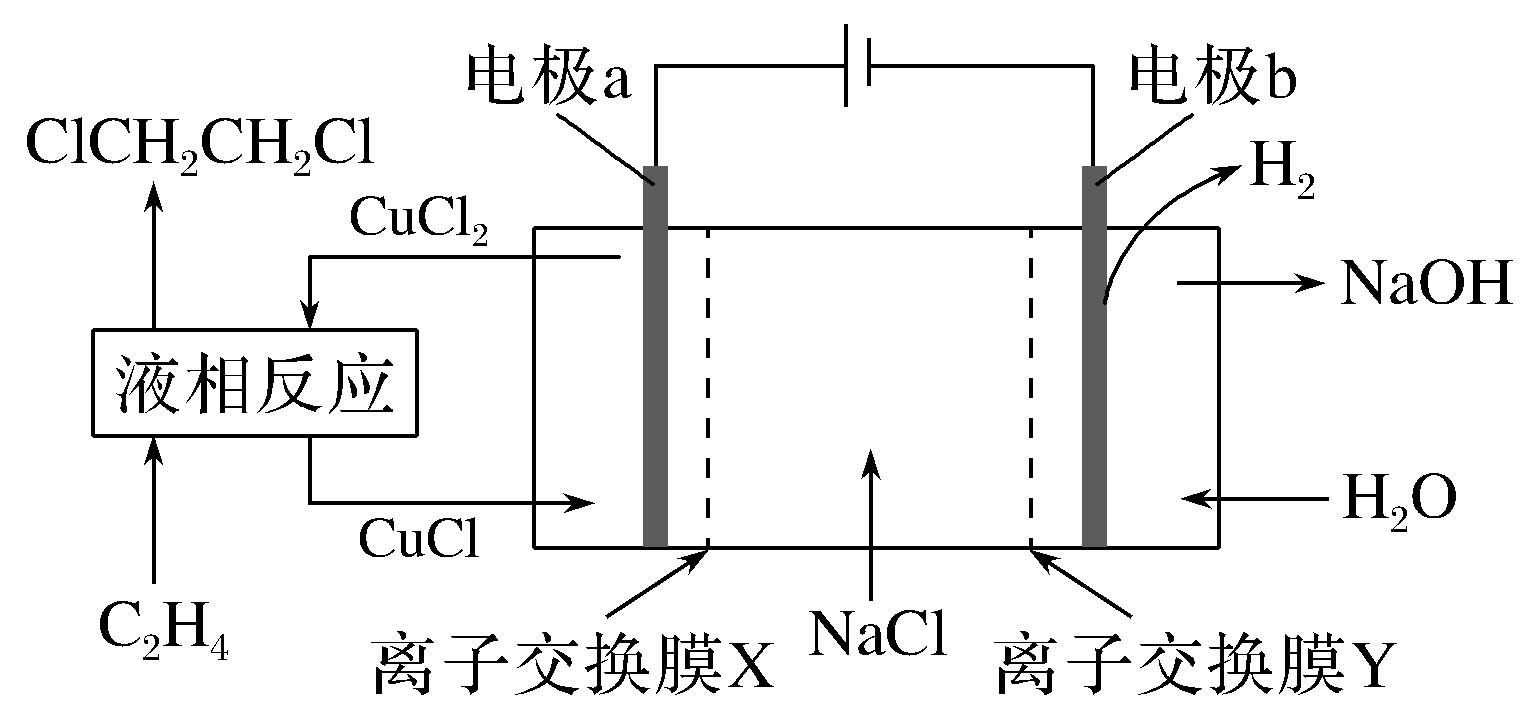 电极a
电极b
ClCH₂CH₂Cl
H₂
CuCl₂
NaOH
液相反应
H₂O
CuCl
C₂H₄
离子交换膜X
NaCl
离子交换膜Y